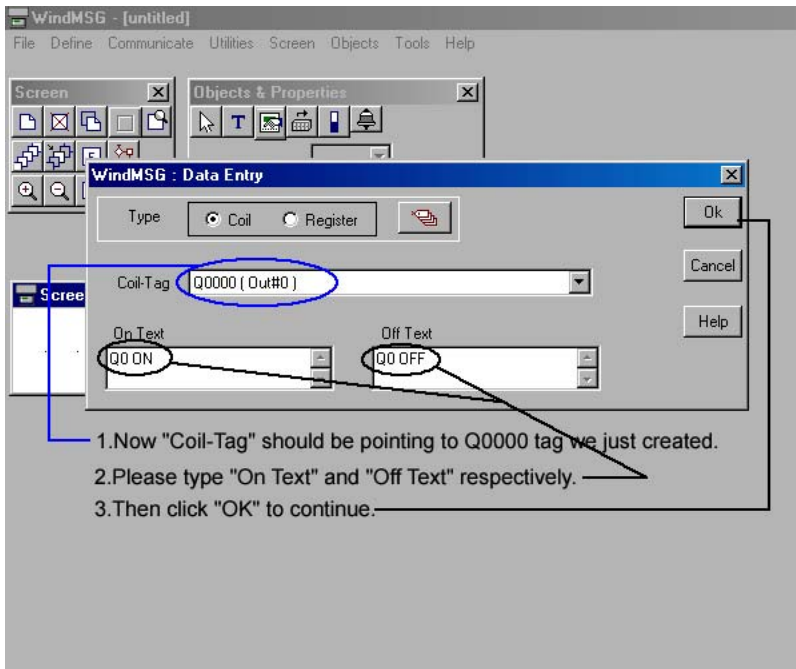 WindMSG - [untitled]
File Define Communicate Utilities Screen Objects Tools Help
Screen
Objects & Properties
T
WindMSG : Data Entry
Type
Coil
Register
Ok
Coil-Tag
Q0000 ( Out#0 )
Cancel
On Text
Off Text
Help
Q0 ON
Q0 OFF
1.Now "Coil-Tag" should be pointing to Q0000 tag we just created.
2.Please type "On Text" and "Off Text" respectively.
3.Then click "OK" to continue.